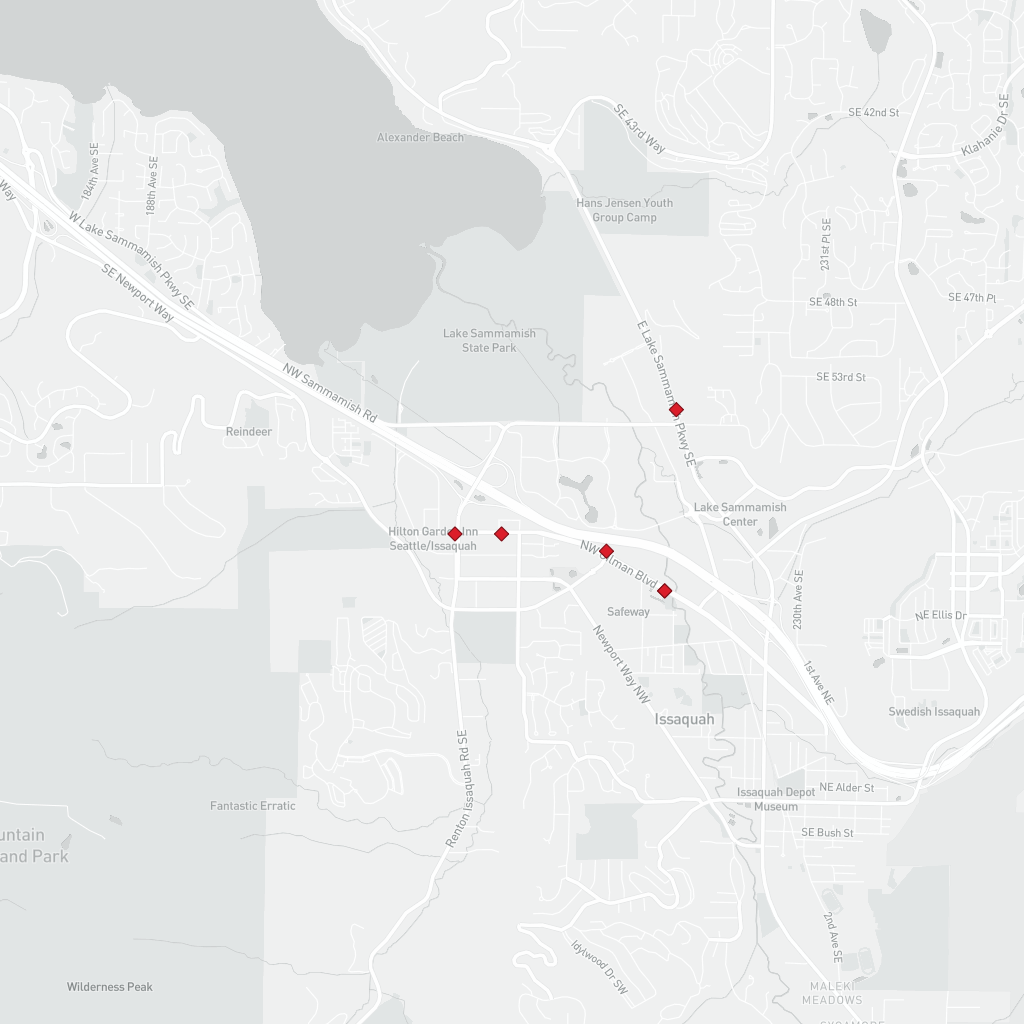 SE 42nd St
Klahanie Dr SE
SE 43rd Way
Alexander Beach
184th Ave SE
188th Ave SE
Way
Hans Jensen Youth
Group Camp
W Lake Sammamish Pkwy SE
231st Pl SE
SE Newport Way
SE 47th Pl
SE 48th St
Lake Sammamish
State Park
E Lake Sammamish Pkwy SE
NW Sammamish Rd
SE 53rd St
Reindeer
Lake Sammamish
Center
Hilton Garden Inn
Seattle/Issaquah
NW Gilman Blvd
230th Ave SE
Safeway
NE Ellis Dr
Newport Way NW
1st Ave NE
Issaquah
Swedish Issaquah
Renton Issaquah Rd SE
Issaquah Depot
Museum
NE Alder St
Fantastic Erratic
SE Bush St
untain
and Park
2nd Ave SE
Idylwood Dr SW
Wilderness Peak
MALEKI
MEADOWS
SYCAMORE